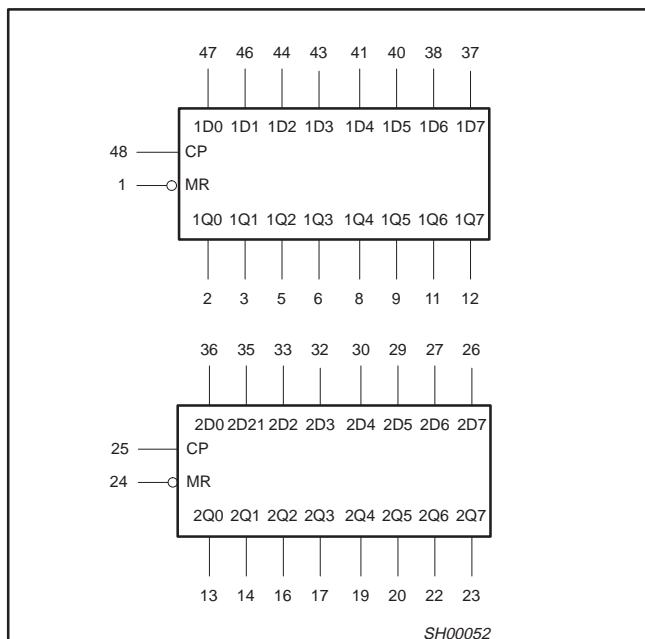 47 46 44 43 41 40 38 37
1D0 1D1 1D2 1D3 1D4 1D5 1D6 1D7
48 CP
1 MR
1Q0 1Q1 1Q2 1Q3 1Q4 1Q5 1Q6 1Q7
2 3 5 6 8 9 11 12
36 35 33 32 30 29 27 26
2D0 2D21 2D2 2D3 2D4 2D5 2D6 2D7
25 CP
24 MR
2Q0 2Q1 2Q2 2Q3 2Q4 2Q5 2Q6 2Q7
13 14 16 17 19 20 22 23
SH00052